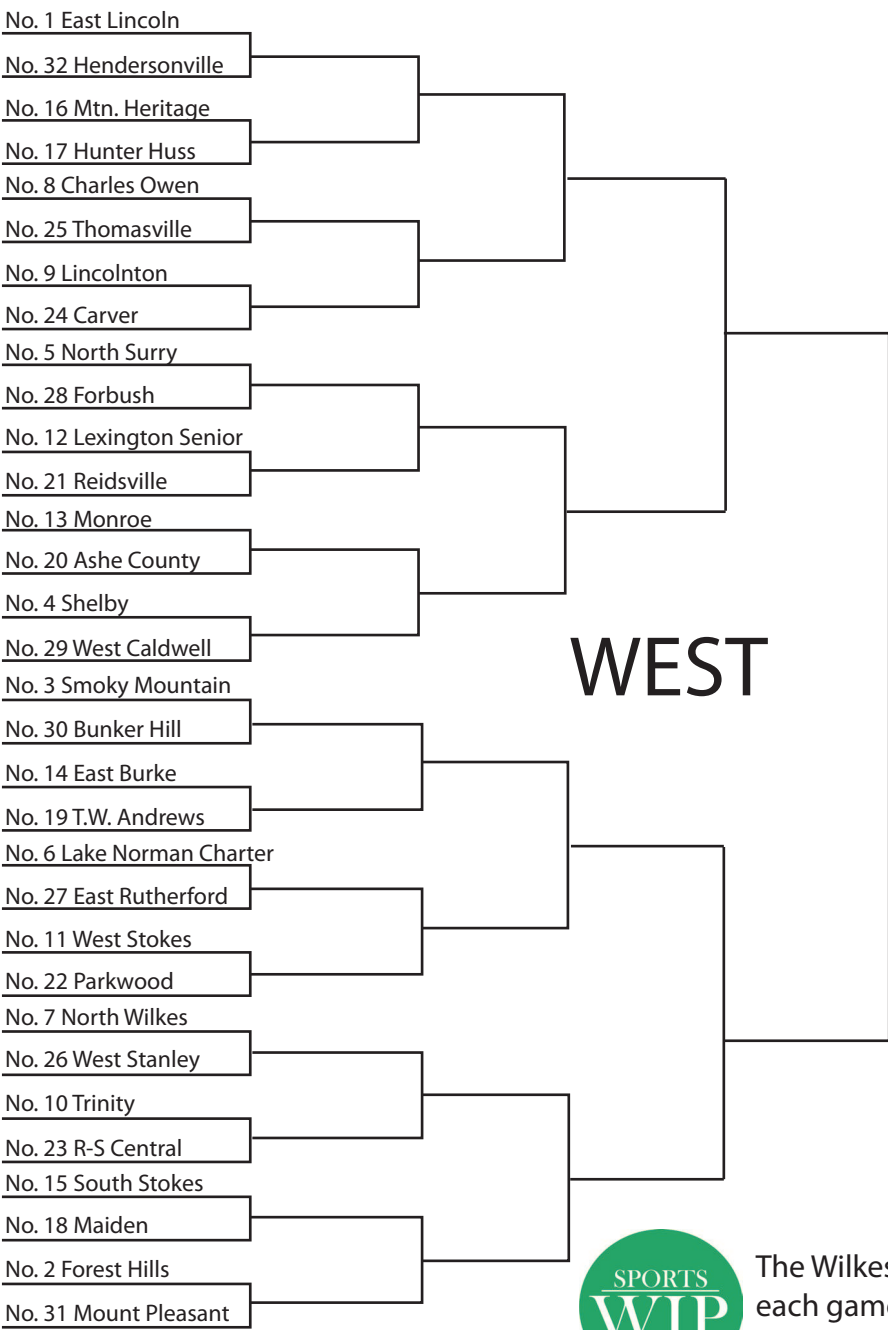 No. 1 East Lincoln
No. 32 Hendersonville
No. 16 Mtn. Heritage
No. 17 Hunter Huss
No. 8 Charles Owen
No. 25 Thomasville
No. 9 Lincolnton
No. 24 Carver
No. 5 North Surry
No. 28 Forbush
No. 12 Lexington Senior
No. 21 Reidsville
No. 13 Monroe
No. 20 Ashe County
No. 4 Shelby
No. 29 West Caldwell
WEST
No. 3 Smoky Mountain
No. 30 Bunker Hill
No. 14 East Burke
No. 19 T.W. Andrews
No. 6 Lake Norman Charter
No. 27 East Rutherford
No. 11 West Stokes
No. 22 Parkwood
No. 7 North Wilkes
No. 26 West Stanley
No. 10 Trinity
No. 23 R-S Central
No. 15 South Stokes
No. 18 Maiden
No. 2 Forest Hills
No. 31 Mount Pleasant
SPORTS
WIP
The Wilkes
each game